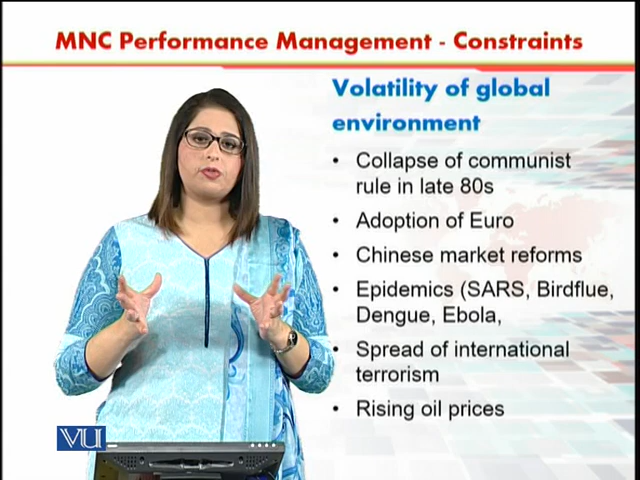 MNC Performance Management - Constraints
Volatility of global
environment
• Collapse of communist
rule in late 80s
• Adoption of Euro
• Chinese market reforms
• Epidemics (SARS, Birdflue,
Dengue, Ebola,
• Spread of international
terrorism
• Rising oil prices
VU